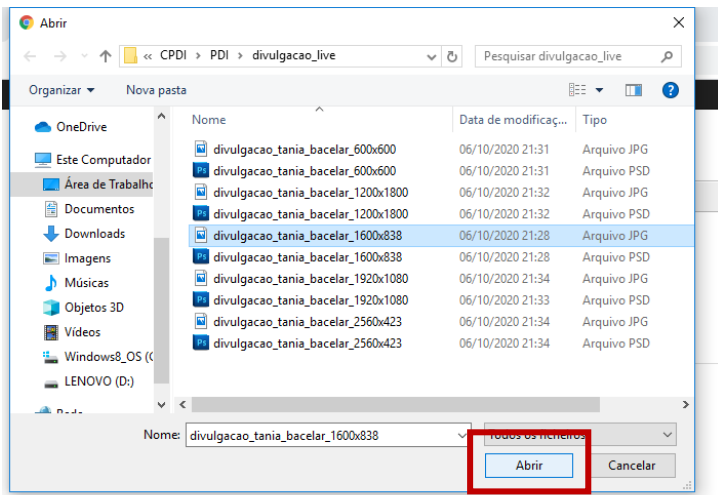 Abrir
« CPDI > PDI > divulgacao_live
Pesquisar divulgacao_live
Organizar
Nova pasta
OneDrive
Este Computador
Área de Trabalho
Documentos
Downloads
Imagens
Músicas
Objetos 3D
Vídeos
Windows8_OS (C
LENOVO (D:)
Nome Data de modificaç... Tipo
divulgacao_tania_bacelar_600x600 06/10/2020 21:31 Arquivo JPG
divulgacao_tania_bacelar_600x600 06/10/2020 21:31 Arquivo PSD
divulgacao_tania_bacelar_1200x1800 06/10/2020 21:32 Arquivo JPG
divulgacao_tania_bacelar_1200x1800 06/10/2020 21:32 Arquivo PSD
divulgacao_tania_bacelar_1600x838 06/10/2020 21:28 Arquivo JPG
divulgacao_tania_bacelar_1600x838 06/10/2020 21:28 Arquivo PSD
divulgacao_tania_bacelar_1920x1080 06/10/2020 21:34 Arquivo JPG
divulgacao_tania_bacelar_1920x1080 06/10/2020 21:33 Arquivo PSD
divulgacao_tania_bacelar_2560x423 06/10/2020 21:34 Arquivo JPG
divulgacao_tania_bacelar_2560x423 06/10/2020 21:34 Arquivo PSD
Nome: divulgacao_tania_bacelar_1600x838
Todos os ficheiros
Abrir
Cancelar